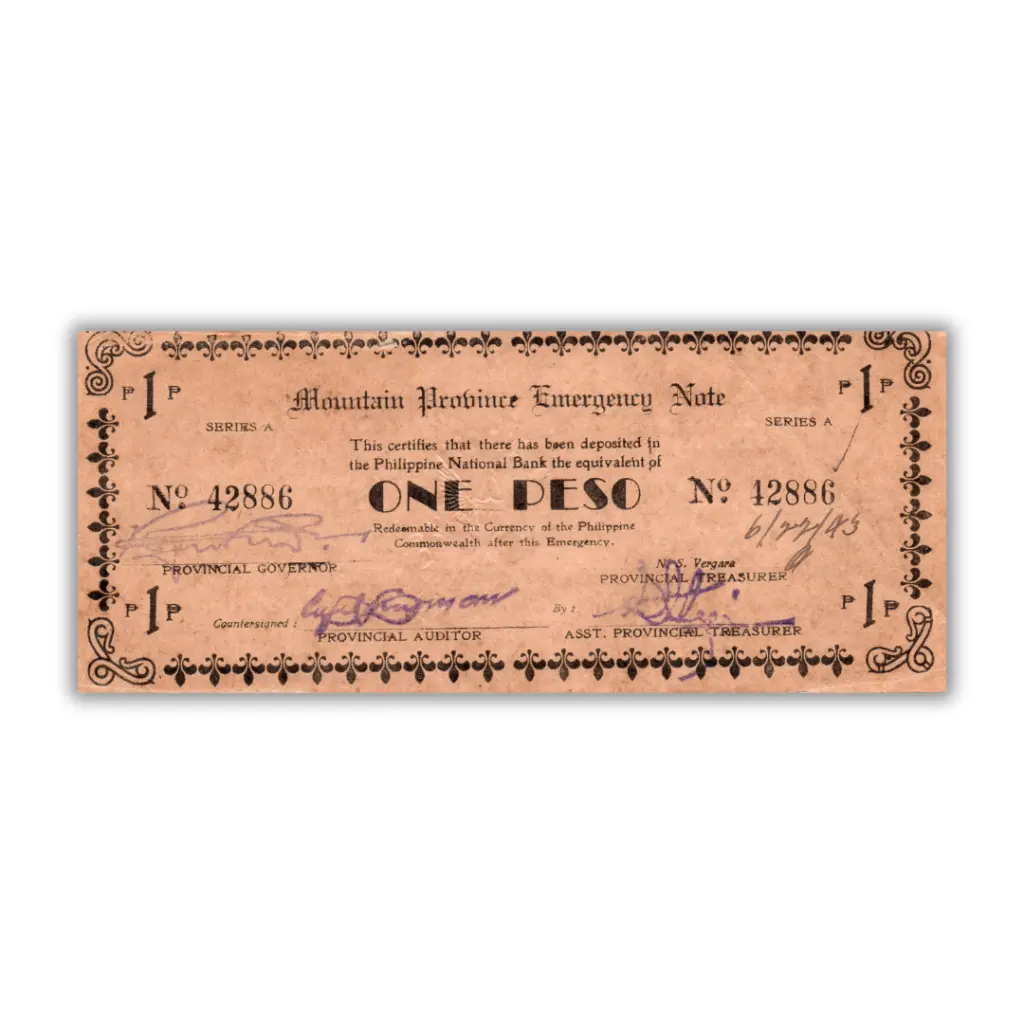 ₱ 1 ₱
Mountain Province Emergency Note
₱ 1 ₱
SERIES A
SERIES A
This certifies that there has been deposited in
the Philippine National Bank the equivalent of
Nº 42886
ONE PESO
Nº 42886
Redeemable in the Currency of the Philippine
Commonwealth after this Emergency.
6/22/43
PROVINCIAL GOVERNOR
N. S. Vergara
PROVINCIAL TREASURER
₱ 1 ₱
₱ 1 ₱
Countersigned :
PROVINCIAL AUDITOR
By :
ASST. PROVINCIAL TREASURER